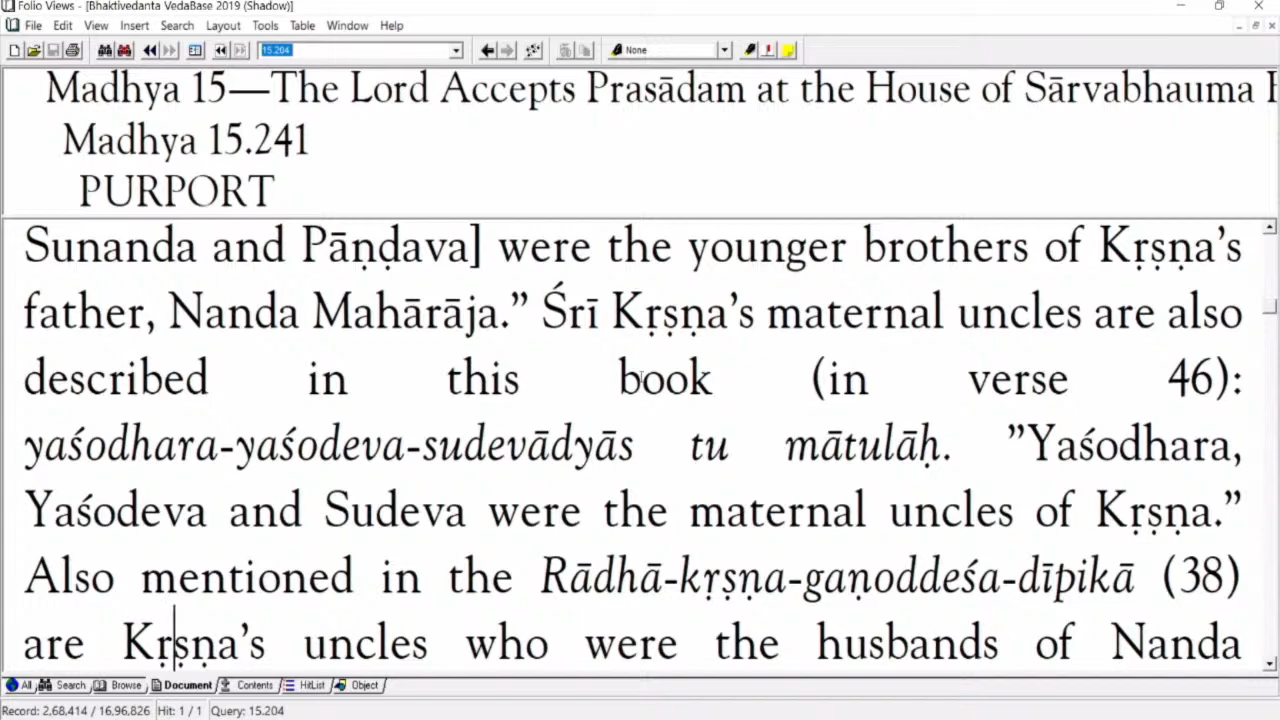 Folio Views - [Bhaktivedanta VedaBase 2019 (Shadow)]
File Edit View Insert Search Layout Tools Table Window Help
15.204 None
Madhya 15—The Lord Accepts Prasādam at the House of Sārvabhauma
Madhya 15.241
PURPORT
Sunanda and Pāṇḍava] were the younger brothers of Kṛṣṇa’s
father, Nanda Mahārāja.” Śrī Kṛṣṇa’s maternal uncles are also
described in this book (in verse 46):
yaśodhara-yaśodeva-sudevādyās tu mātulāḥ. ”Yaśodhara,
Yaśodeva and Sudeva were the maternal uncles of Kṛṣṇa.”
Also mentioned in the Rādhā-kṛṣṇa-gaṇoddeśa-dīpikā (38)
are Kṛṣṇa’s uncles who were the husbands of Nanda
All Search Browse Document Contents HitList Object
Record: 2,68,414 / 16,96,826 Hit: 1 / 1 Query: 15.204